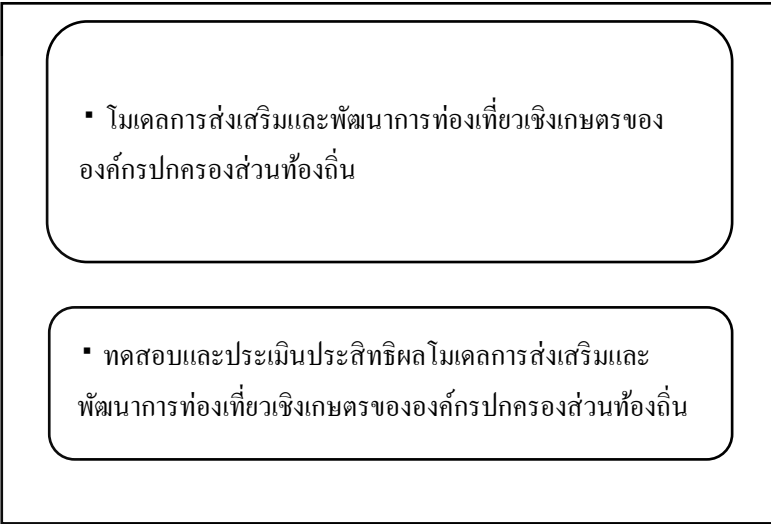 ▪ โมเดลการส่งเสริมและพัฒนาการท่องเที่ยวเชิงเกษตรของ
องค์กรปกครองส่วนท้องถิ่น
▪ ทดสอบและประเมินประสิทธิผลโมเดลการส่งเสริมและ
พัฒนาการท่องเที่ยวเชิงเกษตรขององค์กรปกครองส่วนท้องถิ่น